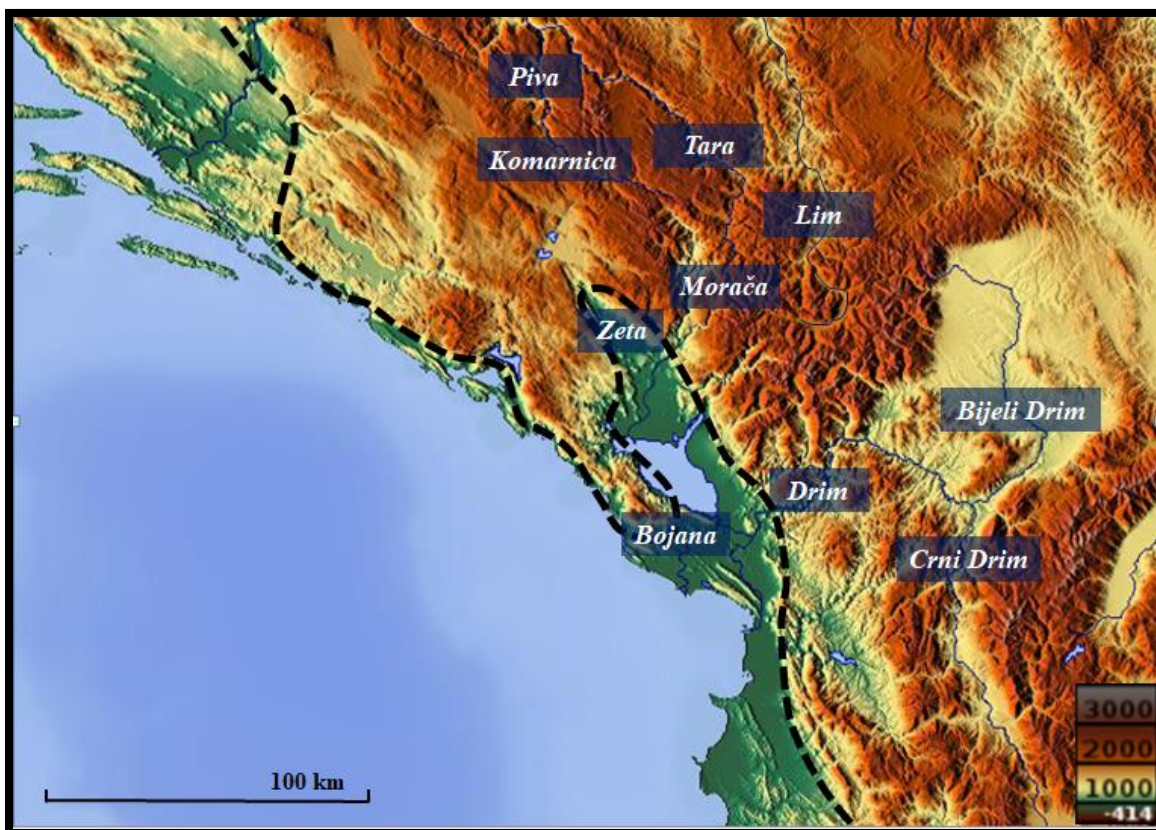 Piva
Komarnica
Tara
Lim
Morača
Zeta
Bijeli Drim
Drim
Bojana
Crni Drim
100 km
3000
2000
1000
-414